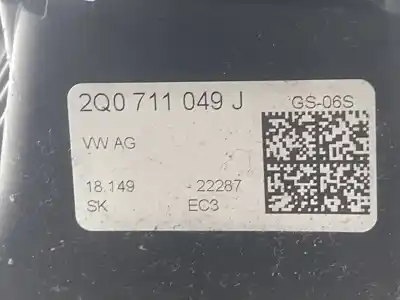 2Q0 711 049 J GS-06S
VW AG
18.149 - 22287
SK EC3